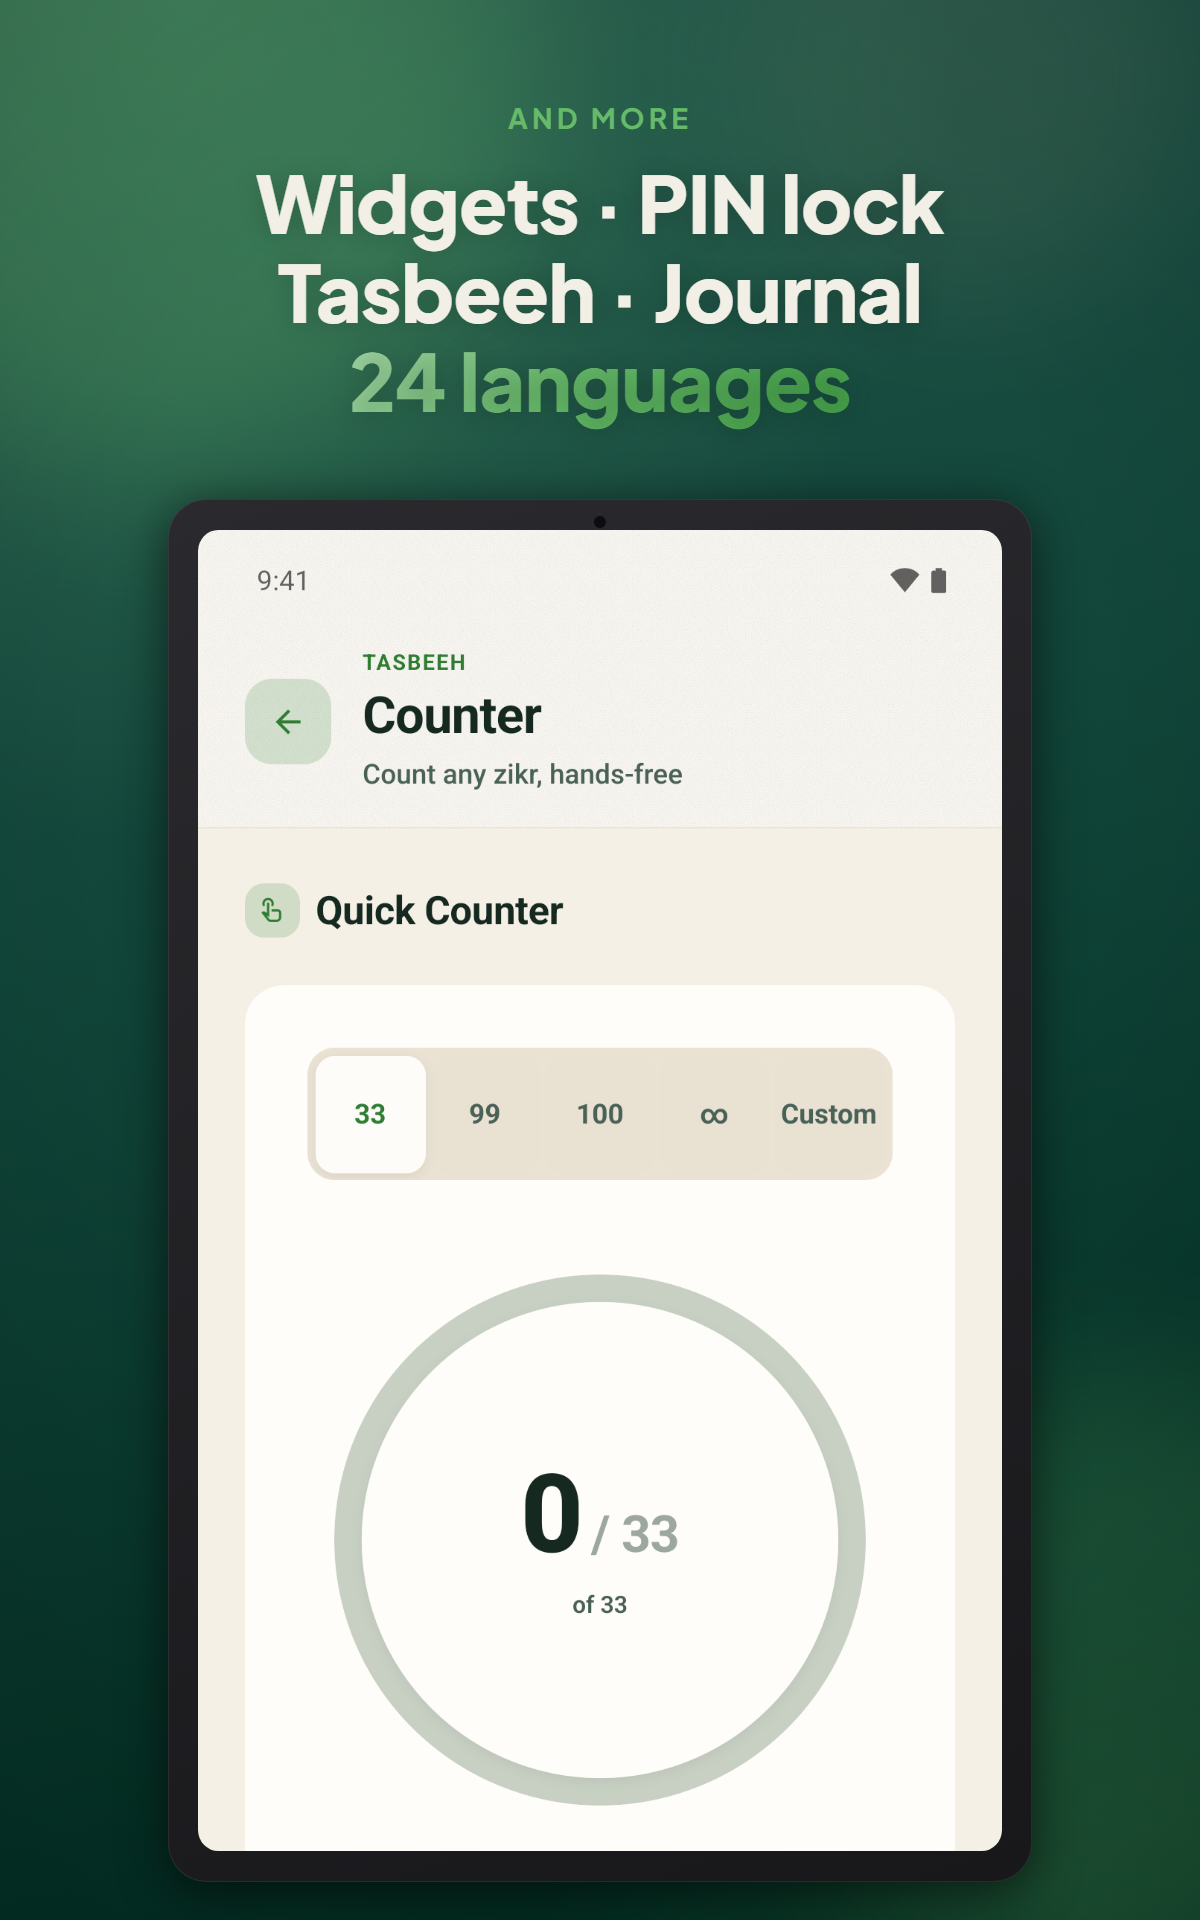 AND MORE
Widgets · PIN lock
Tasbeeh · Journal
24 languages
9:41
TASBEEH
Counter
Count any zikr, hands-free
Quick Counter
33 99 100 ∞ Custom
0 / 33
of 33